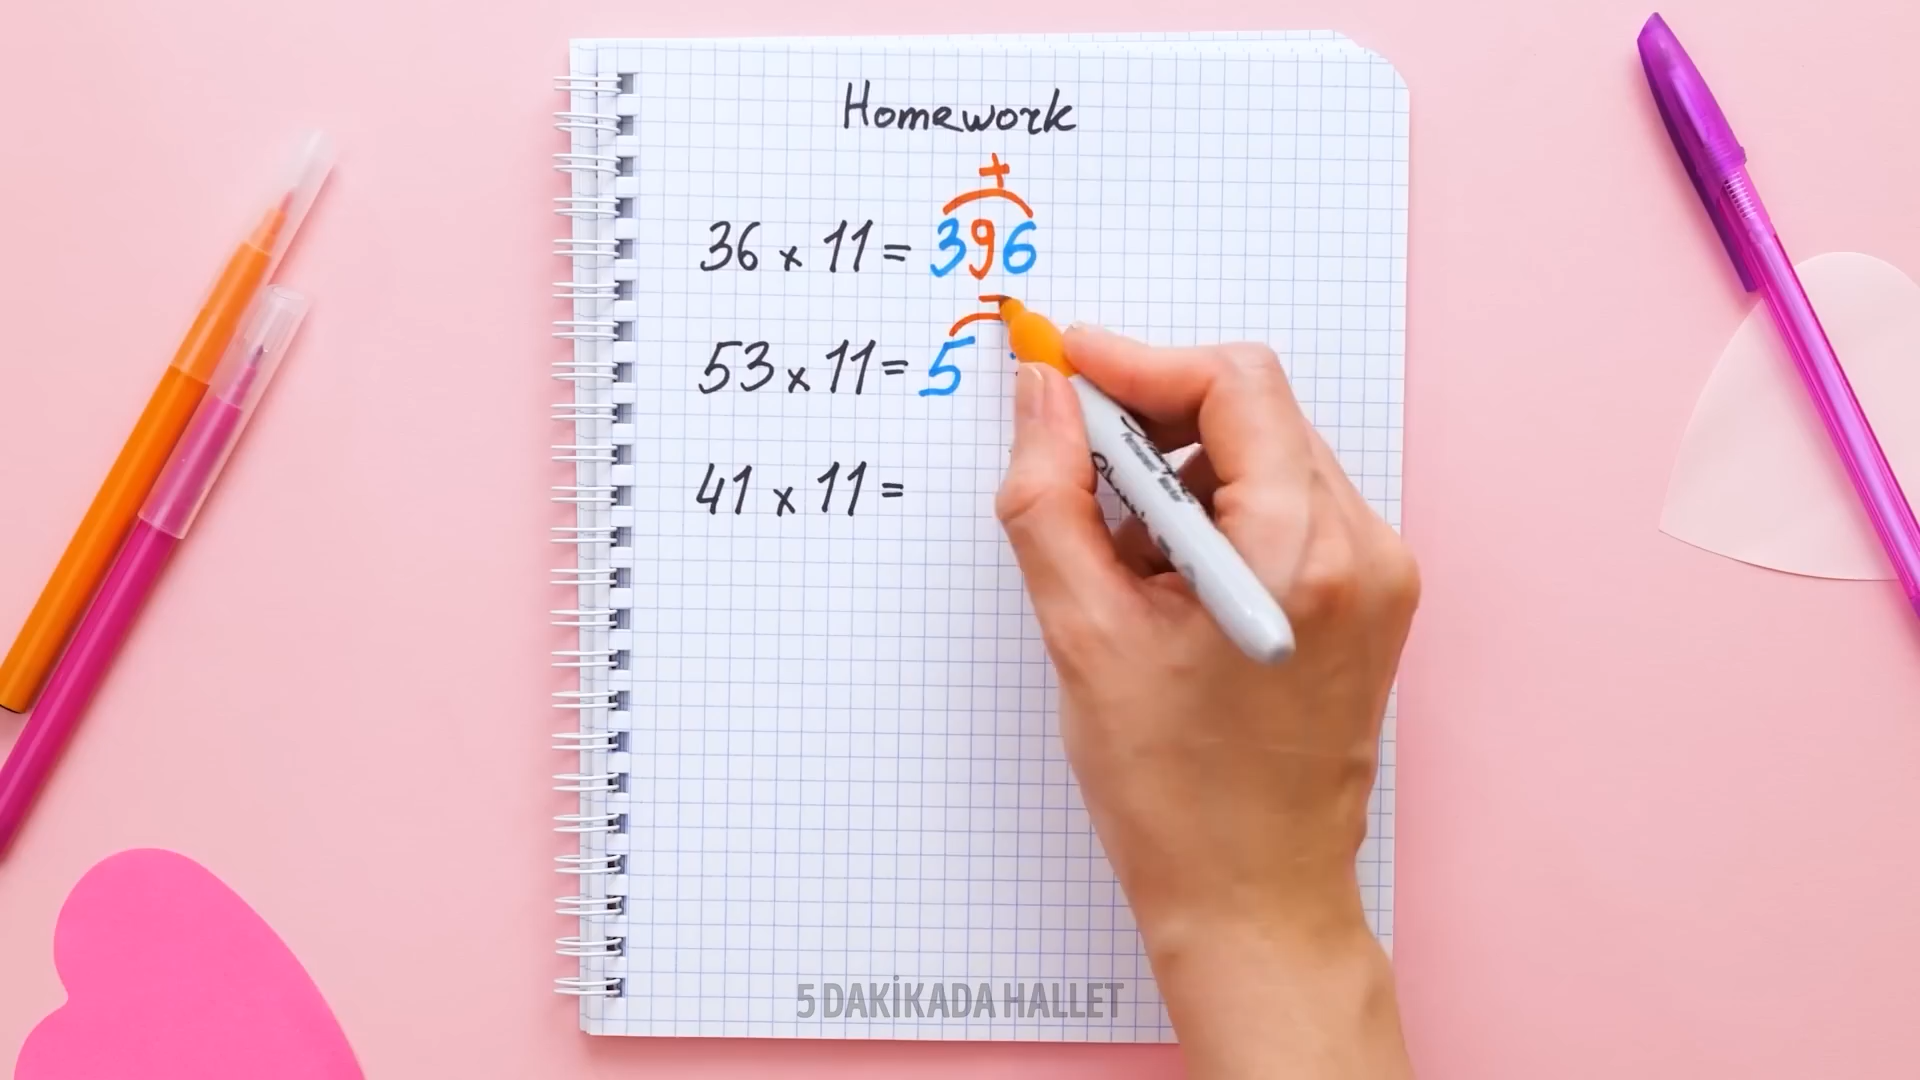 Homework
+
36 x 11 = 396
53 x 11 = 5
41 x 11 =
5 DAKİKADA HALLET